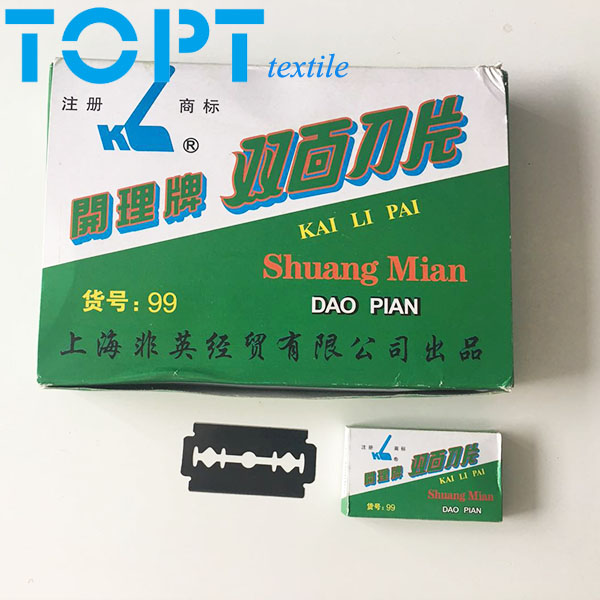 TOPT
textile
注册 商标
K ®
開理牌 双面刀片
KAI LI PAI
Shuang Mian
货号:99
DAO PIAN
上海非英经贸有限公司出品
注册 商标
開理牌 双面刀片
KAI LI PAI
Shuang Mian
货号:99
DAO PIAN